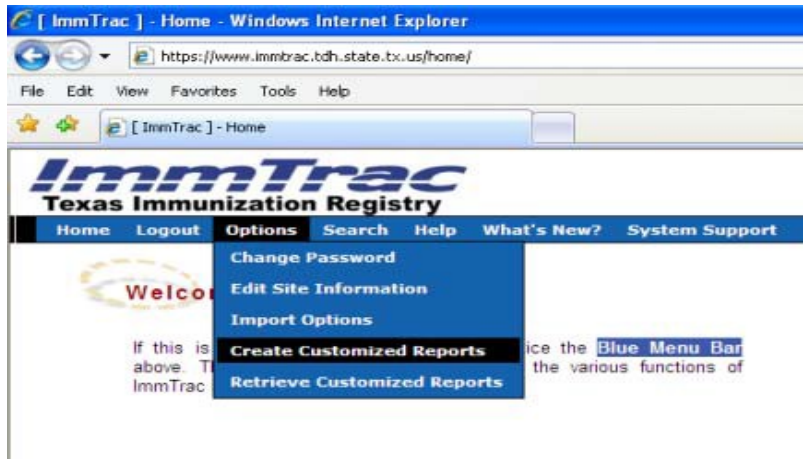 [ ImmTrac ] - Home - Windows Internet Explorer
https://www.immtrac.tdh.state.tx.us/home/
File Edit View Favorites Tools Help
[ ImmTrac ] - Home
ImmTrac
Texas Immunization Registry
Home Logout Options Search Help What's New? System Support
Change Password
Edit Site Information
Import Options
Create Customized Reports
Retrieve Customized Reports
If this is ice the Blue Menu Bar
above. the various functions of
ImmTrac